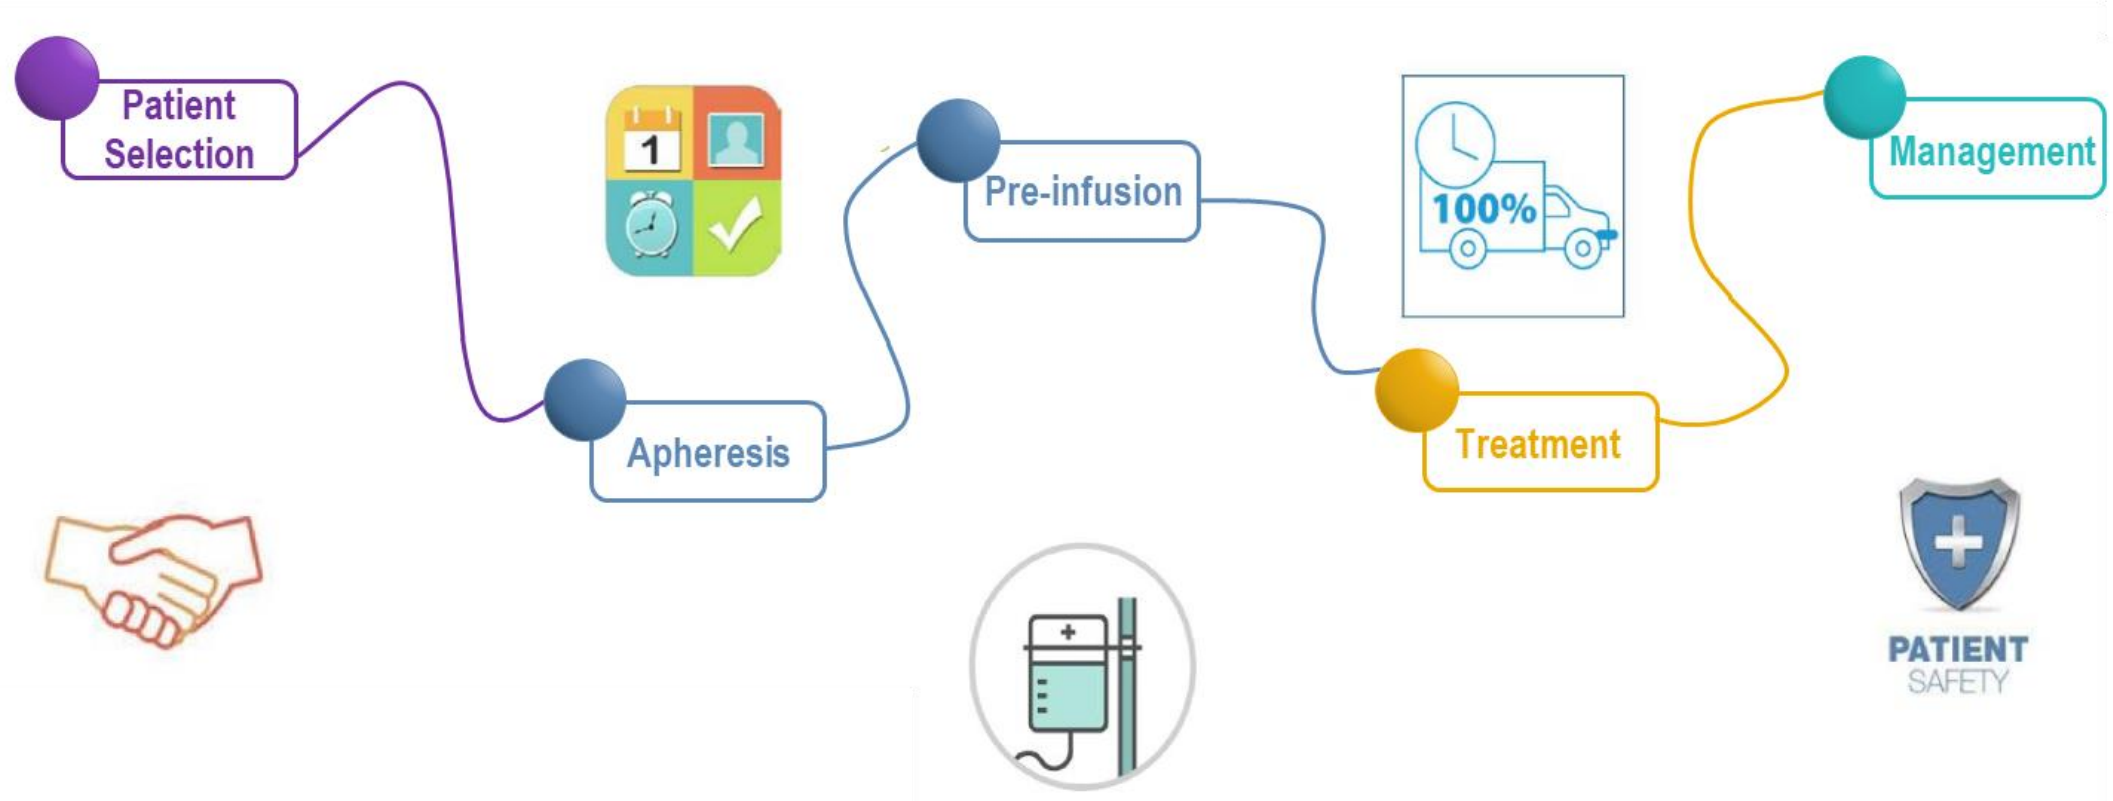 Patient
Selection
1
Apheresis
Pre-infusion
100%
Treatment
Management
PATIENT
SAFETY